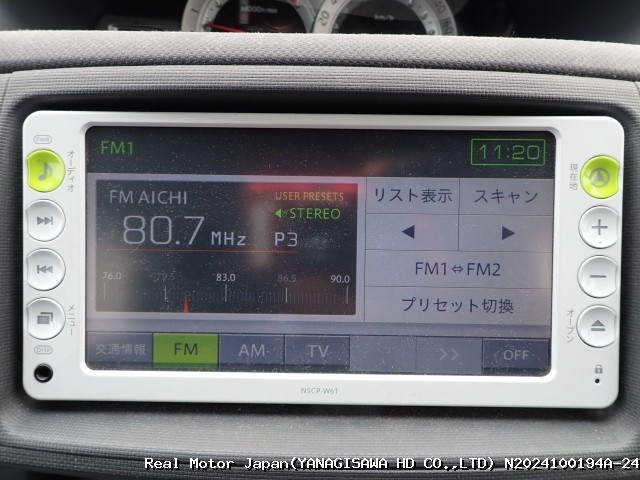 PWR
オーディオ
メニュー
DISP
FM1
11:20
FM AICHI
USER PRESETS
STEREO
80.7 MHz
P3
76.0 79.5 83.0 86.5 90.0
リスト表示
スキャン
FM1⇔FM2
プリセット切換
交通情報
FM
AM
TV
>>
OFF
現在地
オープン
NSCP-W61
Real Motor Japan(YANAGISAWA HD CO.,LTD) N2024100194A-24